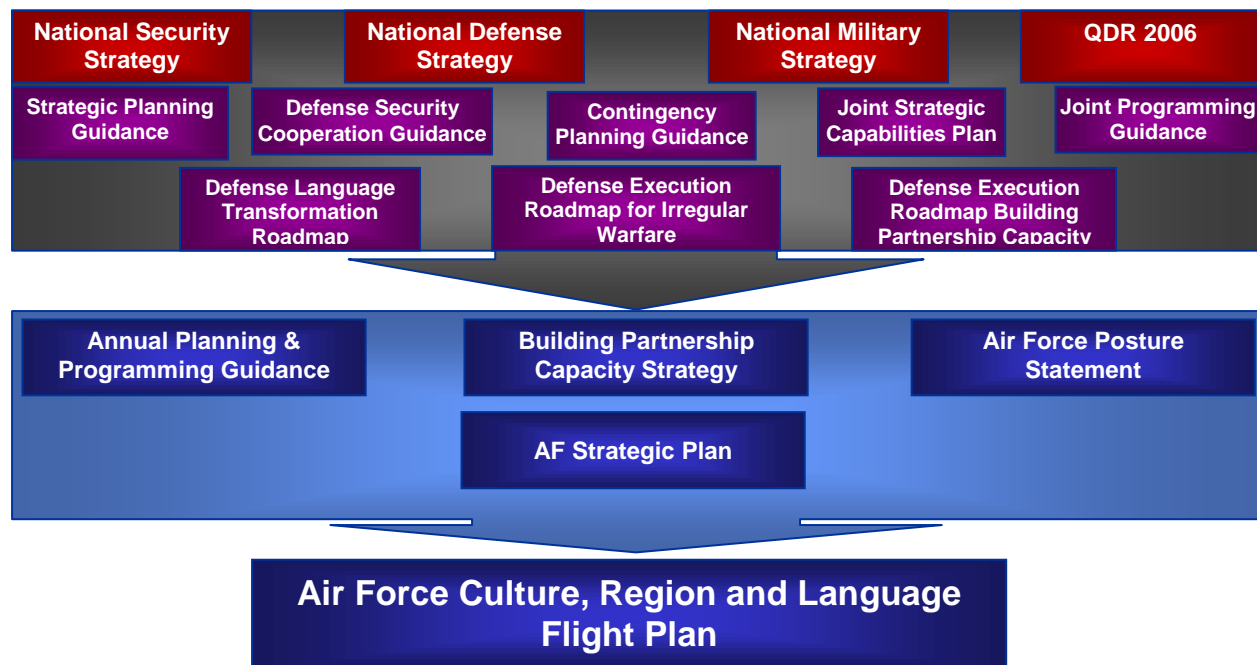 National Security
Strategy
National Defense
Strategy
National Military
Strategy
QDR 2006
Strategic Planning
Guidance
Defense Security
Cooperation Guidance
Contingency
Planning Guidance
Joint Strategic
Capabilities Plan
Joint Programming
Guidance
Defense Language
Transformation
Roadmap
Defense Execution
Roadmap for Irregular
Warfare
Defense Execution
Roadmap Building
Partnership Capacity
Annual Planning &
Programming Guidance
Building Partnership
Capacity Strategy
Air Force Posture
Statement
AF Strategic Plan
Air Force Culture, Region and Language
Flight Plan